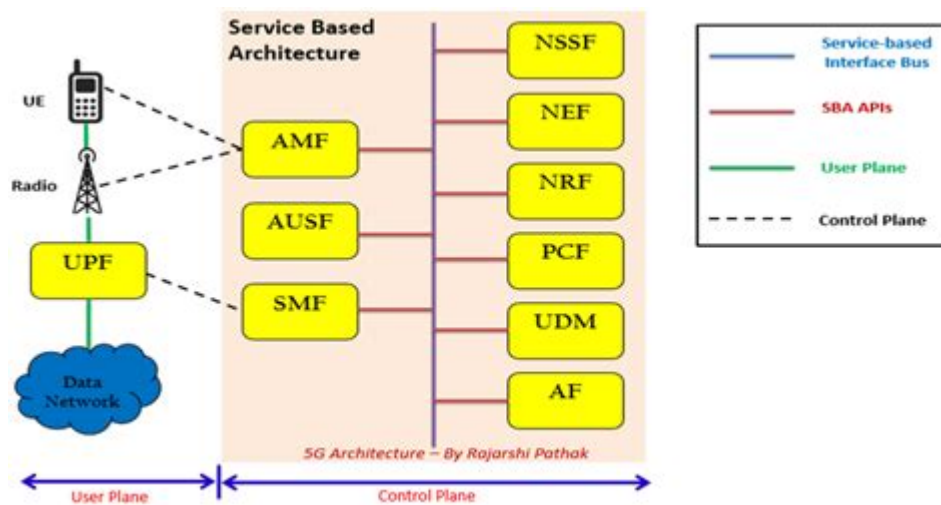 Service Based
Architecture
UE
Radio
UPF
Data
Network
AMF
AUSF
SMF
NSSF
NEF
NRF
PCF
UDM
AF
5G Architecture – By Rajarshi Pathak
User Plane
Control Plane
Service-based
Interface Bus
SBA APIs
User Plane
Control Plane